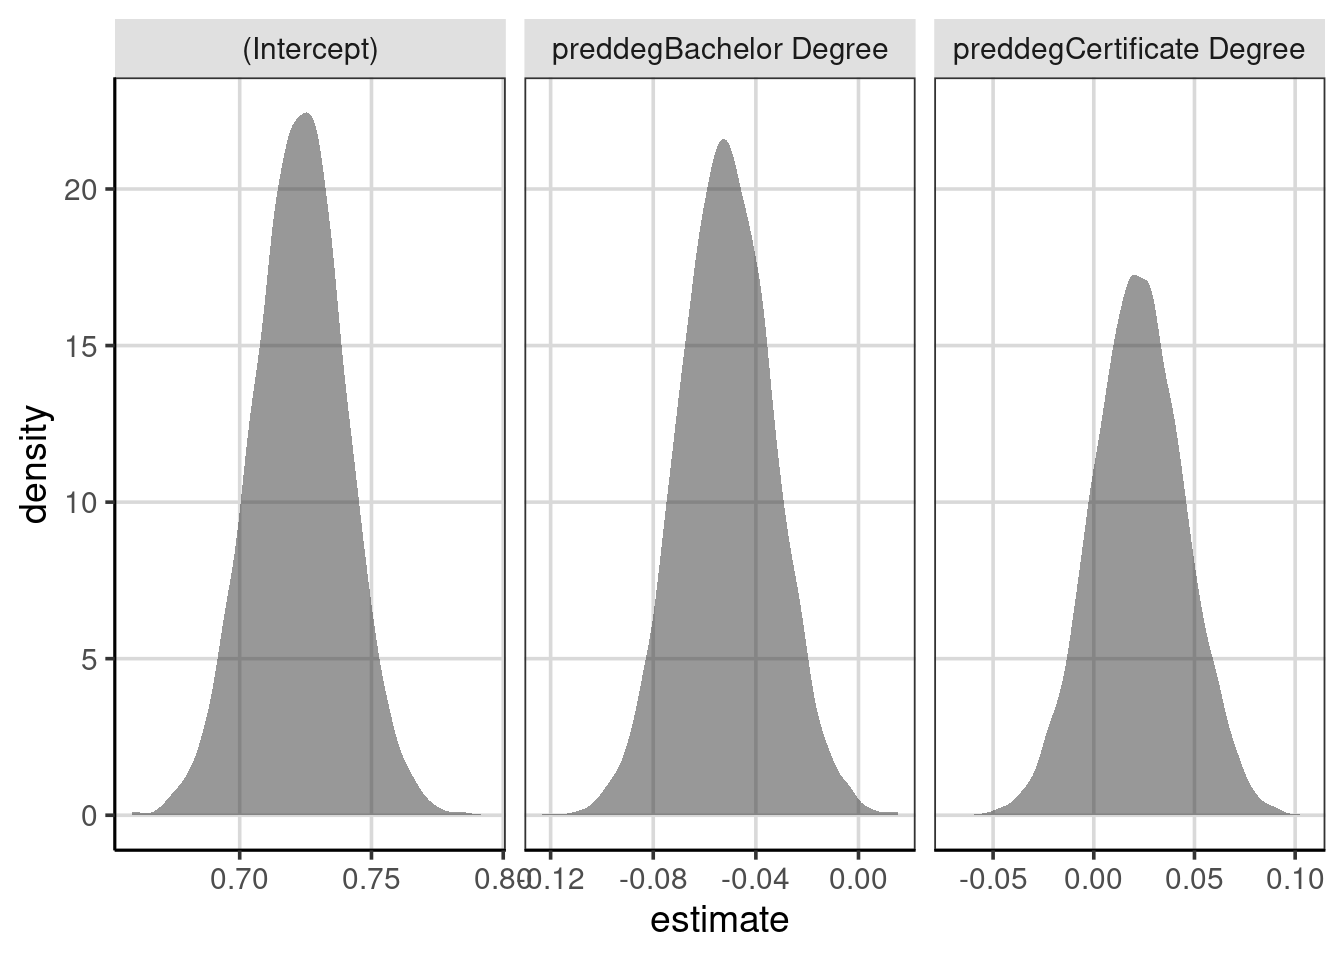 (Intercept)
preddegBachelor Degree
preddegCertificate Degree
density
20
15
10
5
0
0.70 0.75 0.80
-0.12 -0.08 -0.04 0.00
-0.05 0.00 0.05 0.10
estimate